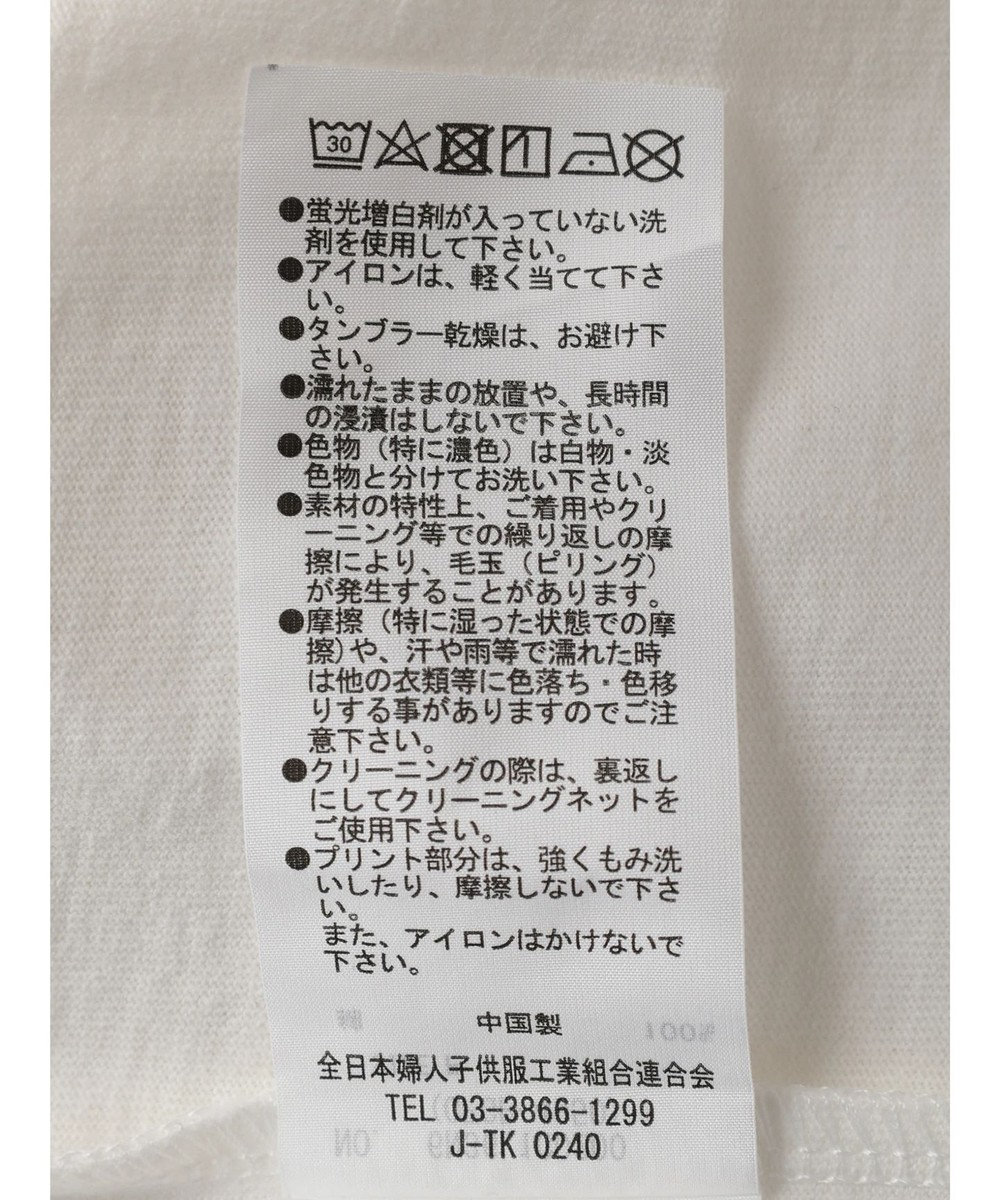 30
●蛍光増白剤が入っていない洗
剤を使用して下さい。
●アイロンは、軽く当てて下さ
い。
●タンブラー乾燥は、お避け下
さい。
●濡れたままの放置や、長時間
の浸漬はしないで下さい。
●色物（特に濃色）は白物・淡
色物と分けてお洗い下さい。
●素材の特性上、ご着用やクリ
ーニング等での繰り返しの摩
擦により、毛玉（ピリング）
が発生することがあります。
●摩擦（特に湿った状態での摩
擦）や、汗や雨等で濡れた時
は他の衣類等に色落ち・色移
りする事がありますのでご注
意下さい。
●クリーニングの際は、裏返し
にしてクリーニングネットを
ご使用下さい。
●プリント部分は、強くもみ洗
いしたり、摩擦しないで下さ
い。
また、アイロンはかけないで
下さい。
中国製
100%
全日本婦人子供服工業組合連合会
TEL 03-3866-1299
J-TK 0240